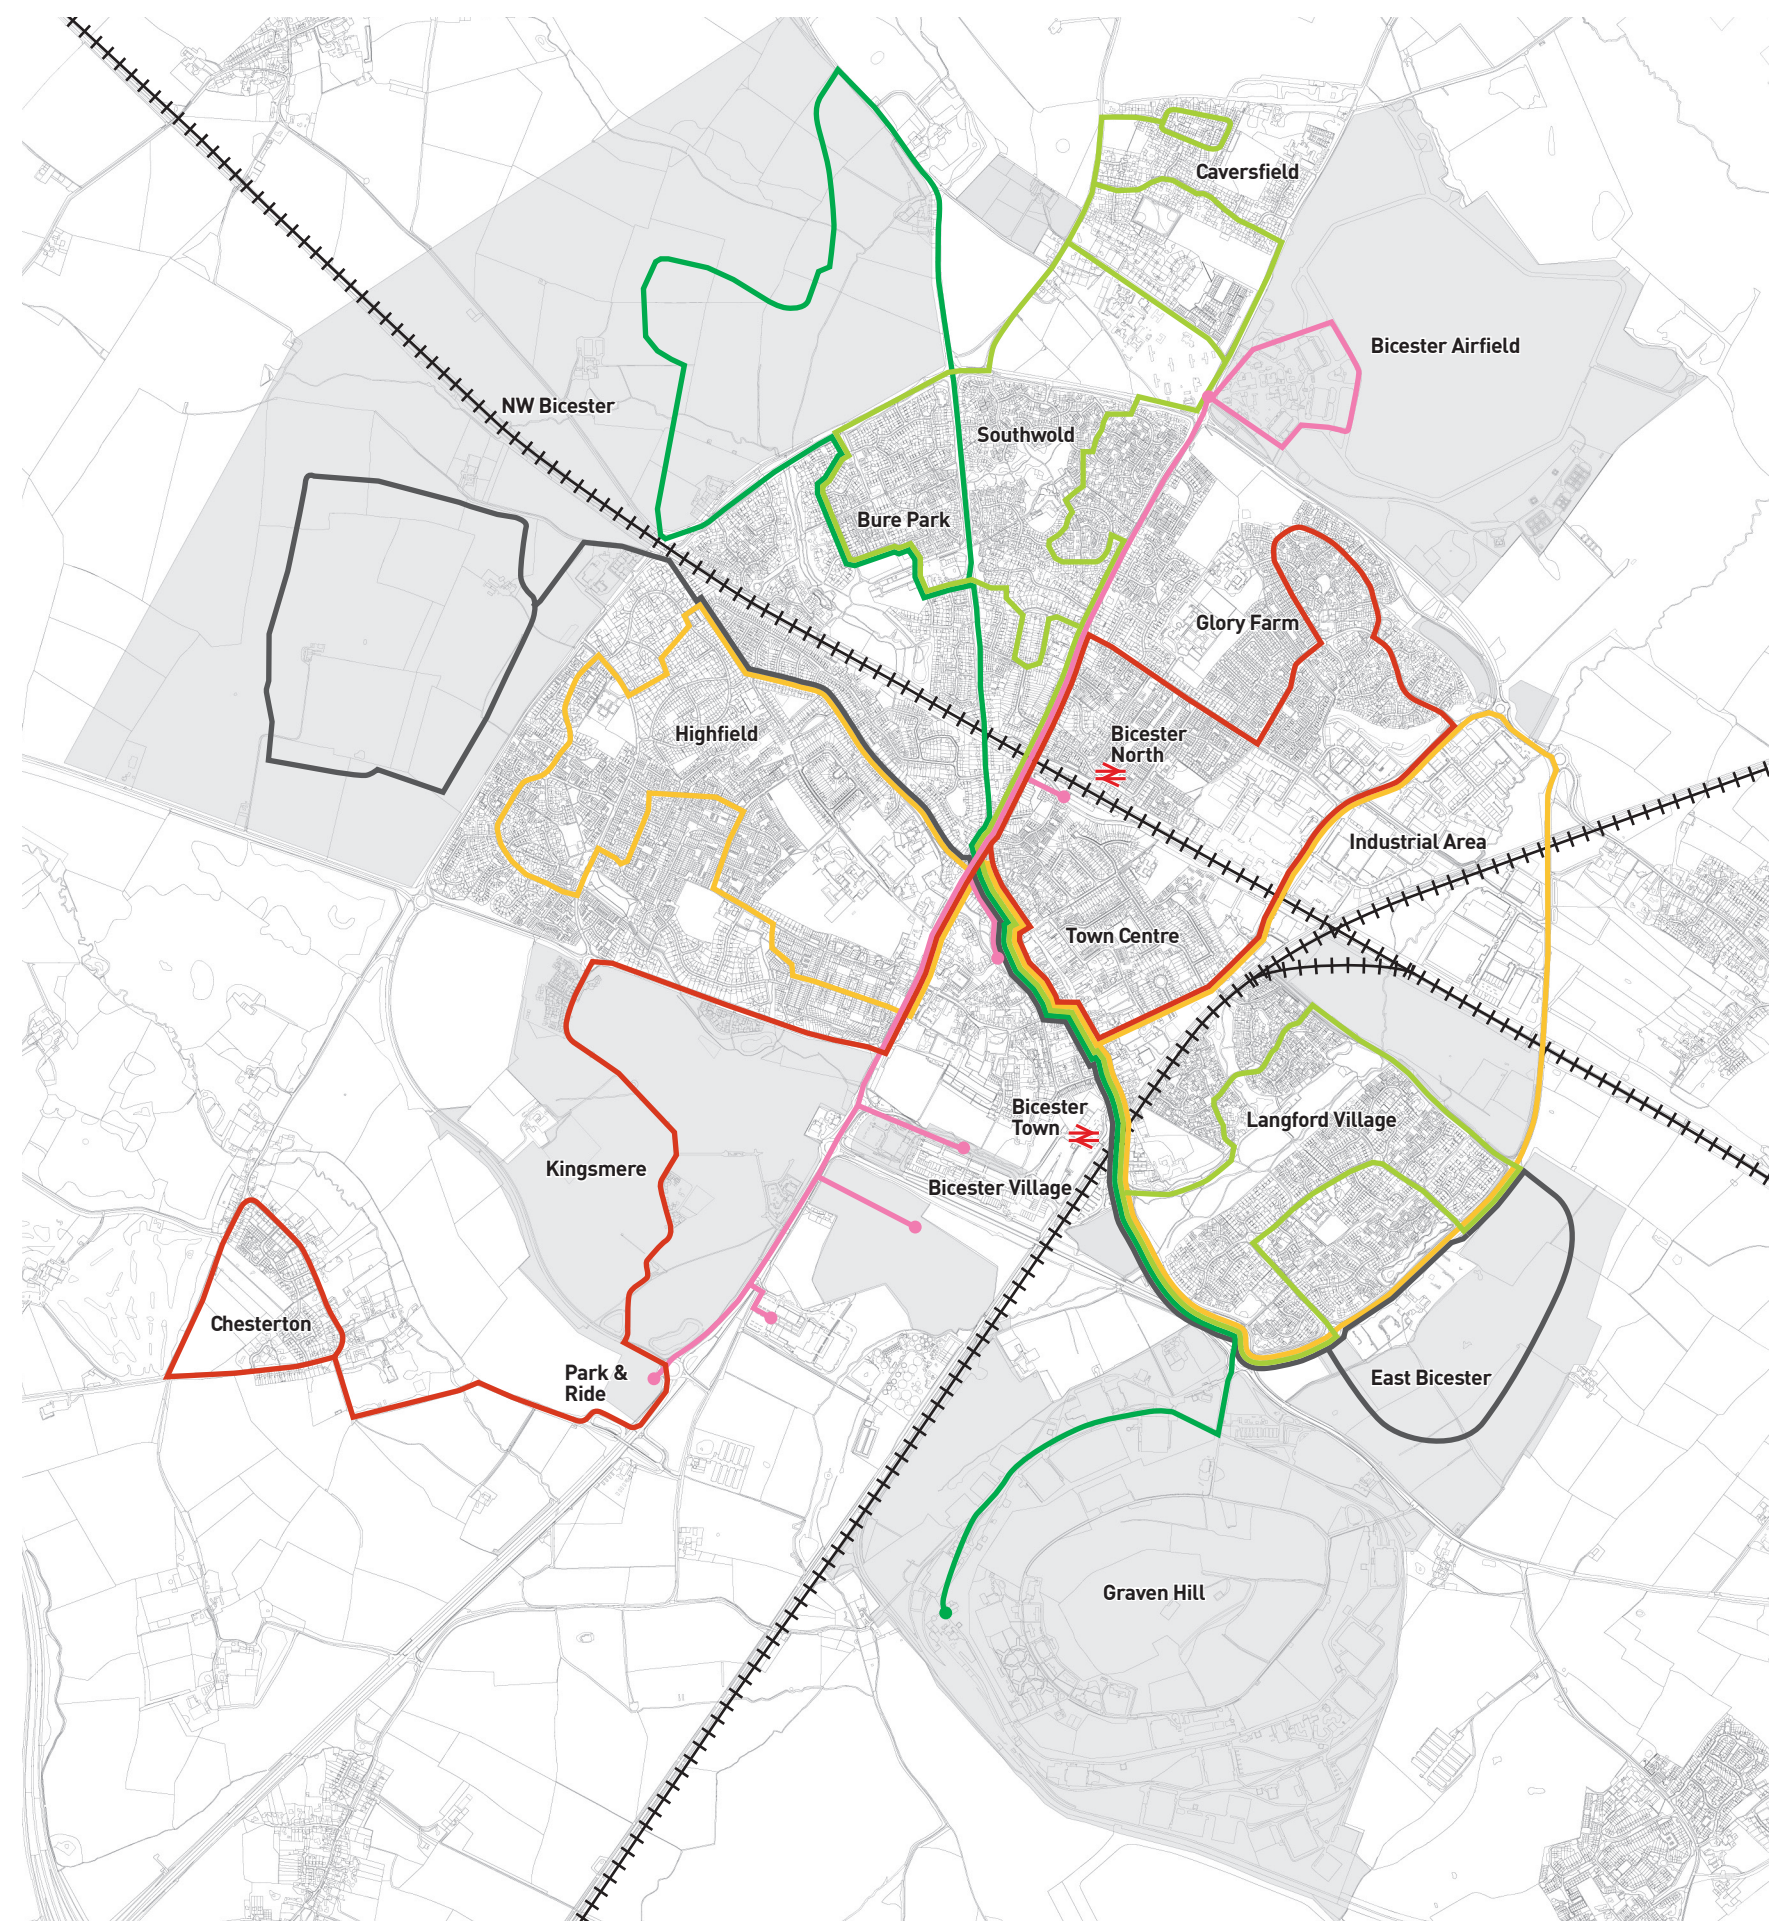 Caversfield
Bicester Airfield
NW Bicester
Southwold
Bure Park
Glory Farm
Highfield
Bicester
North
Industrial Area
Town Centre
Bicester
Town
Langford Village
Kingsmere
Bicester Village
Chesterton
Park &
Ride
East Bicester
Graven Hill